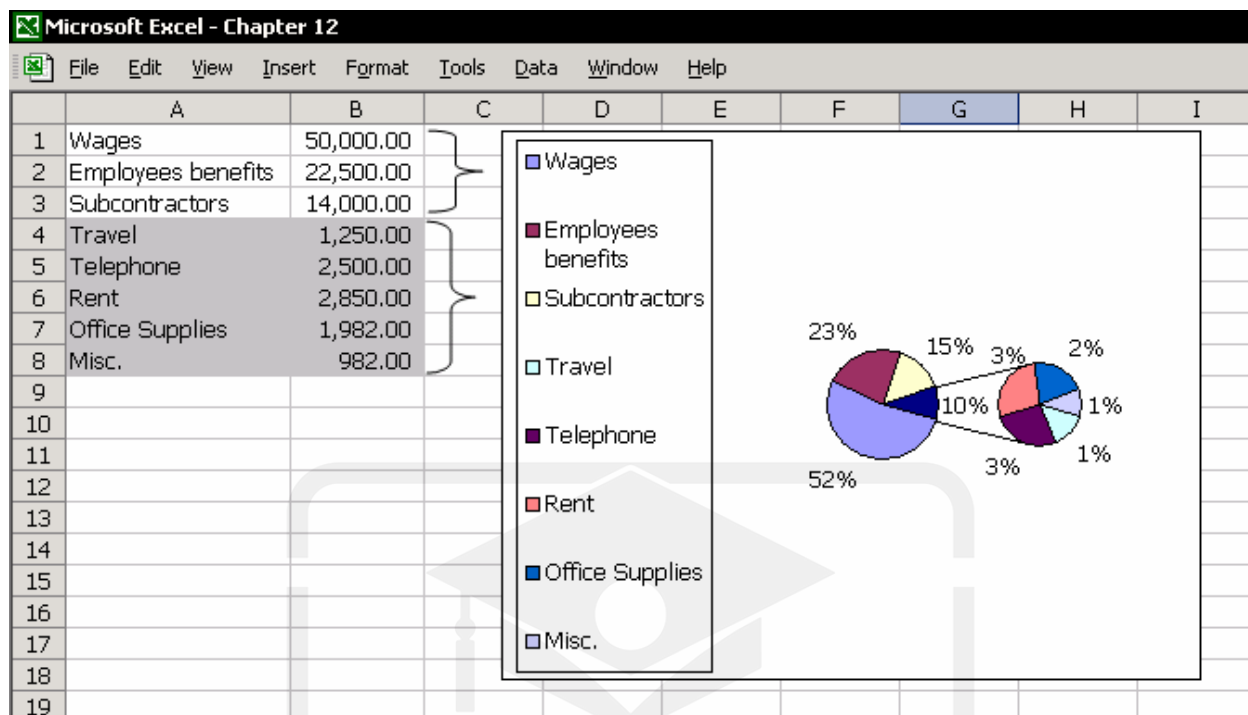 Microsoft Excel - Chapter 12
File Edit View Insert Format Tools Data Window Help
A B C D E F G H I
1 Wages 50,000.00
2 Employees benefits 22,500.00
3 Subcontractors 14,000.00
4 Travel 1,250.00
5 Telephone 2,500.00
6 Rent 2,850.00
7 Office Supplies 1,982.00
8 Misc. 982.00
9
10
11
12
13
14
15
16
17
18
19
Wages
Employees
benefits
Subcontractors
Travel
Telephone
Rent
Office Supplies
Misc.
23%
15%
3%
2%
10%
1%
1%
3%
52%